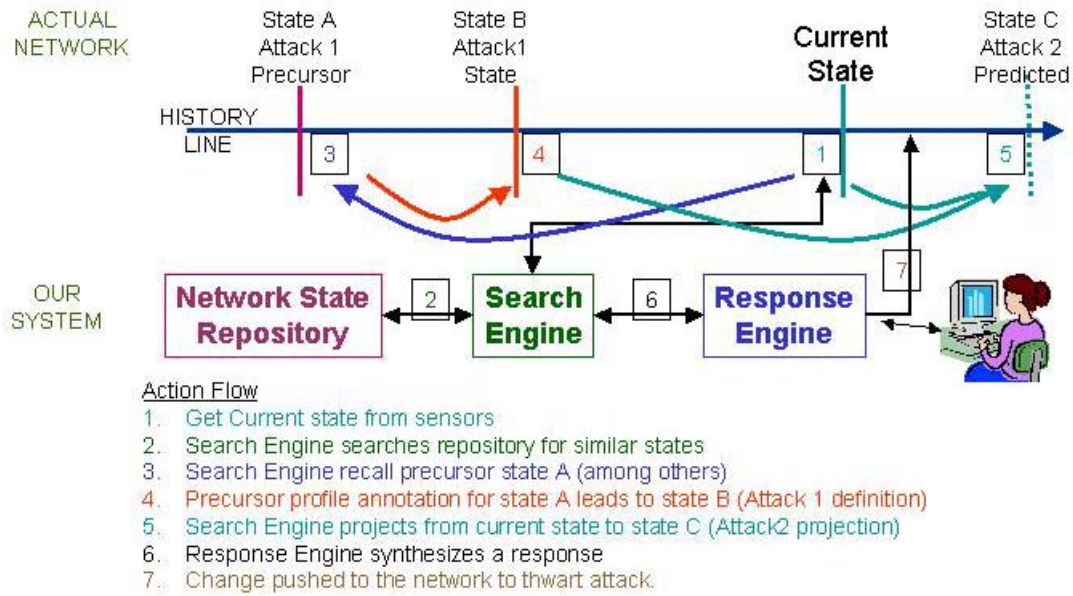 ACTUAL
NETWORK
State A
Attack 1
Precursor
State B
Attack1
State
Current
State
State C
Attack 2
Predicted
HISTORY
LINE
3
4
1
5
OUR
SYSTEM
Network State
Repository
2
Search
Engine
6
Response
Engine
7
Action Flow
1. Get Current state from sensors
2. Search Engine searches repository for similar states
3. Search Engine recall precursor state A (among others)
4. Precursor profile annotation for state A leads to state B (Attack 1 definition)
5. Search Engine projects from current state to state C (Attack2 projection)
6. Response Engine synthesizes a response
7. Change pushed to the network to thwart attack.